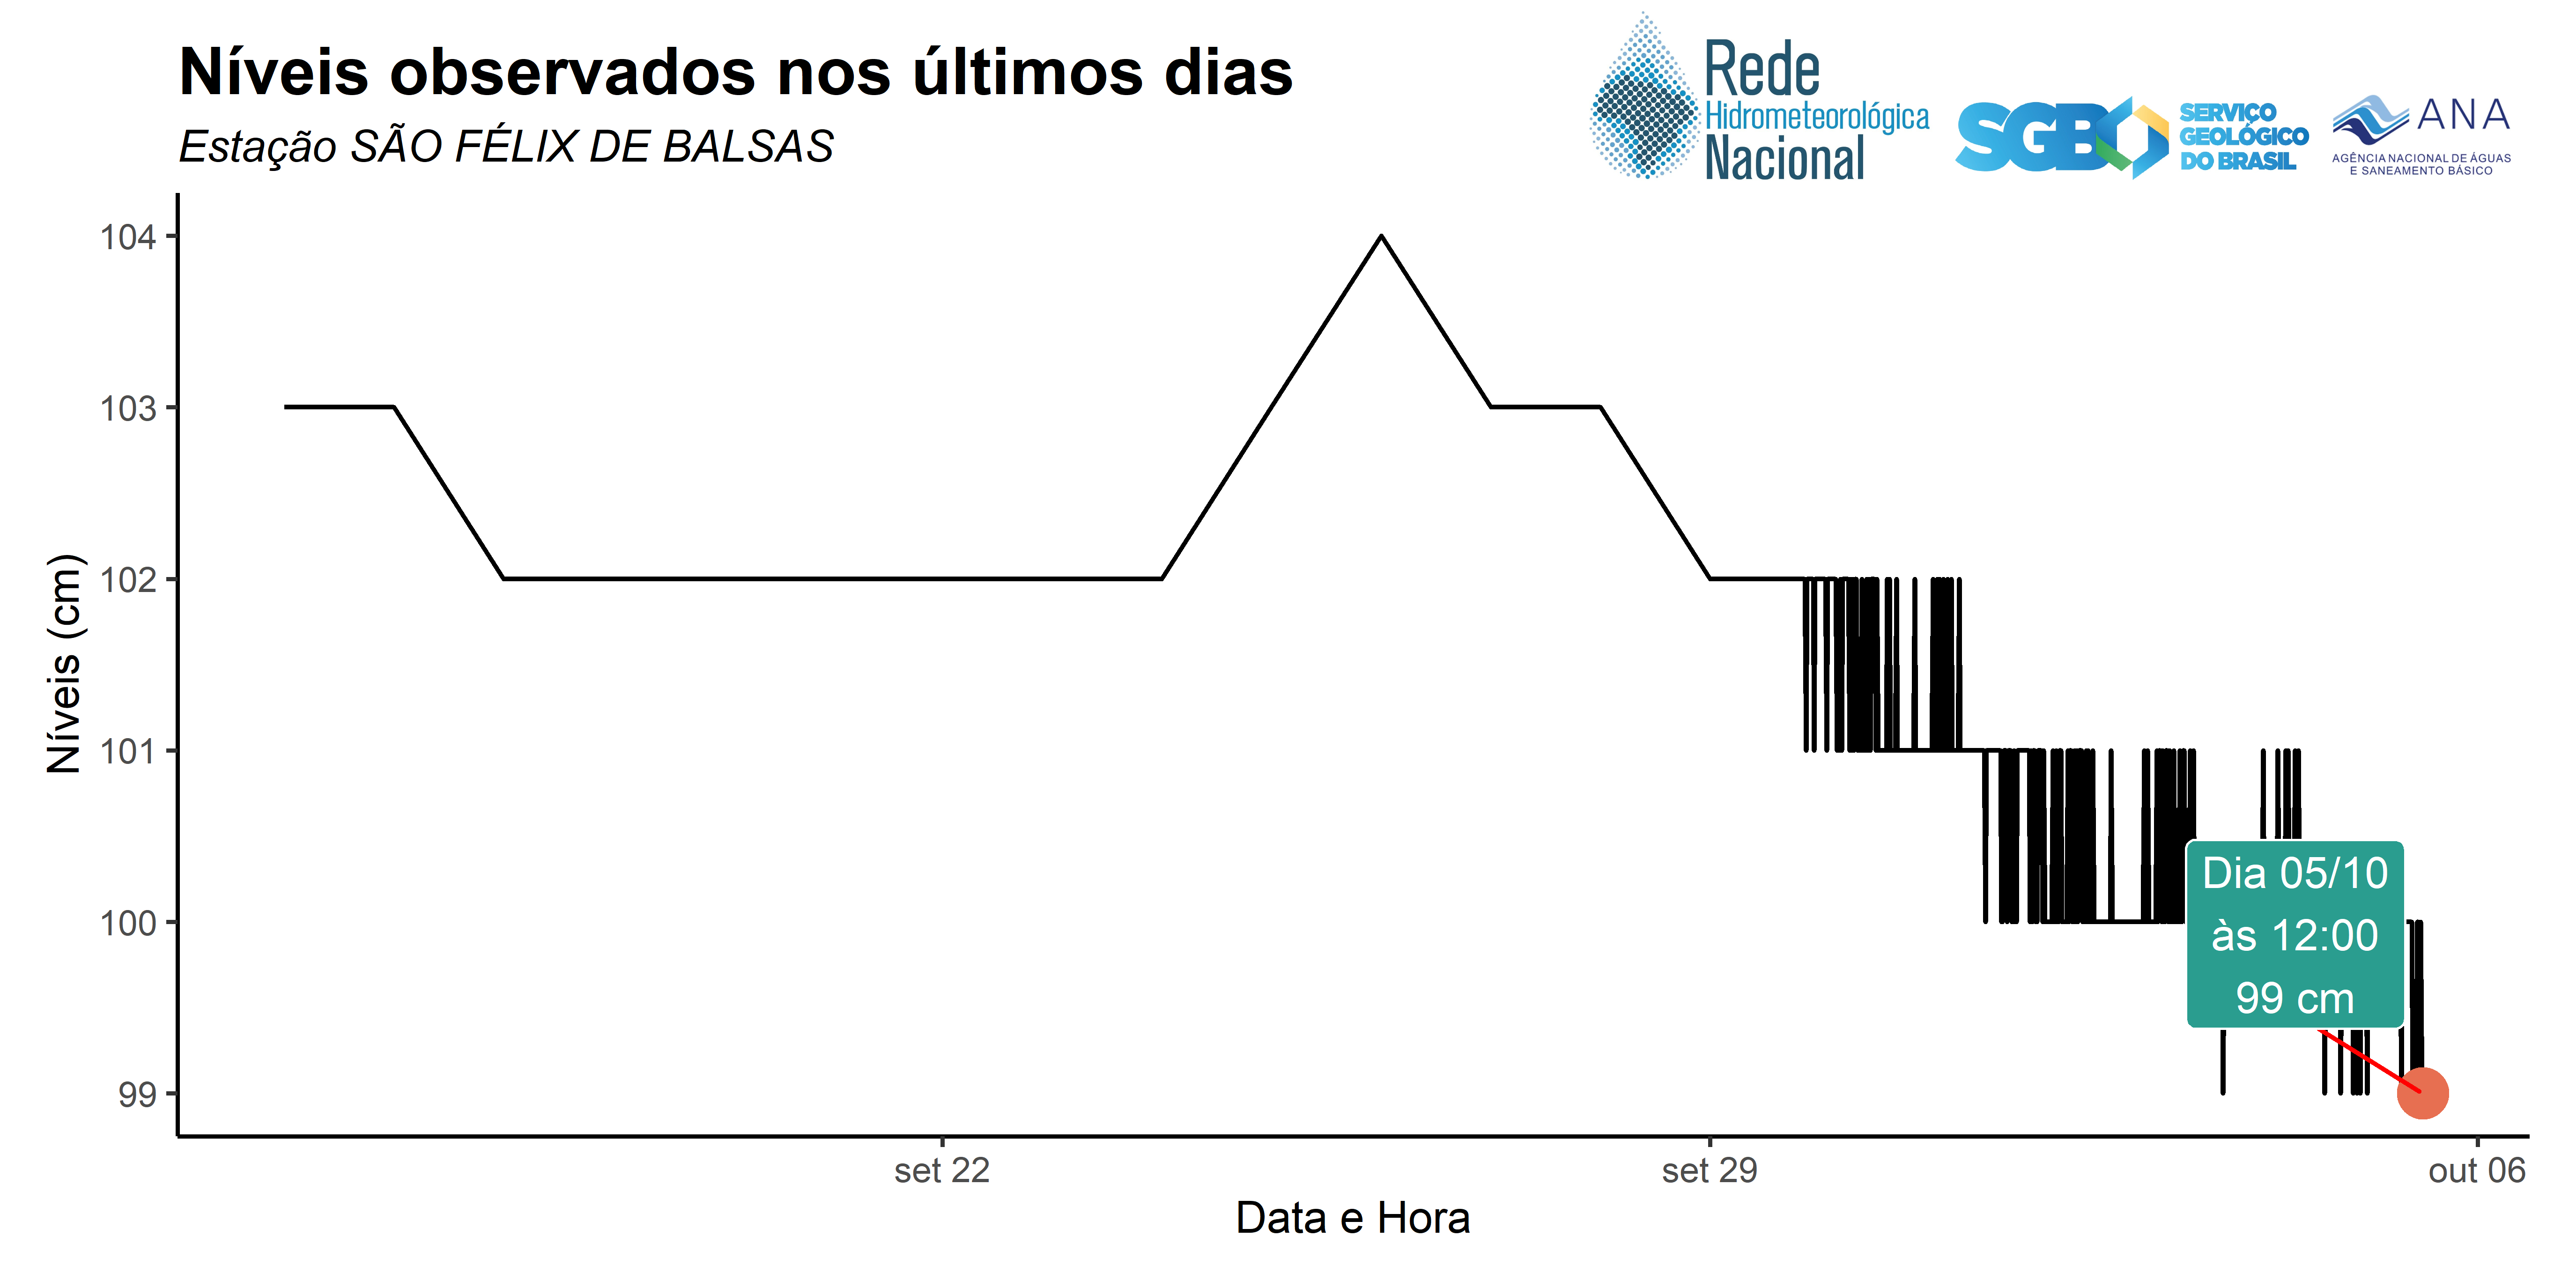 Níveis observados nos últimos dias
Estação SÃO FÉLIX DE BALSAS
Rede
Hidrometeorológica
Nacional
SGB
SERVIÇO
GEOLÓGICO
DO BRASIL
ANA
AGÊNCIA NACIONAL DE ÁGUAS
E SANEAMENTO BÁSICO
Níveis (cm)
104
103
102
101
100
99
Dia 05/10
às 12:00
99 cm
set 22
set 29
out 06
Data e Hora